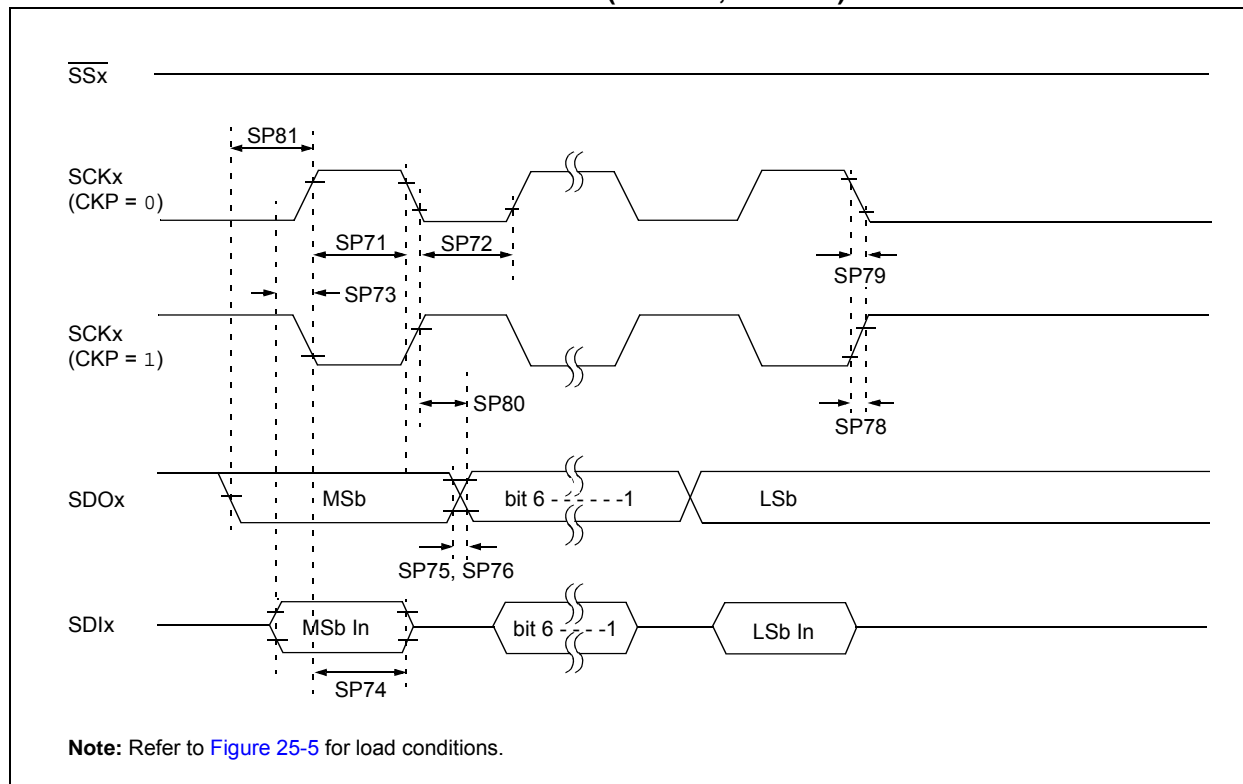 SSx
SP81
SCKx
(CKP = 0)
SP71
SP72
SP79
SP73
SCKx
(CKP = 1)
SP80
SP78
SDOx
MSb
bit 6 - - - - - -1
LSb
SP75, SP76
SDIx
MSb In
bit 6 - - - -1
LSb In
SP74
Note: Refer to Figure 25-5 for load conditions.